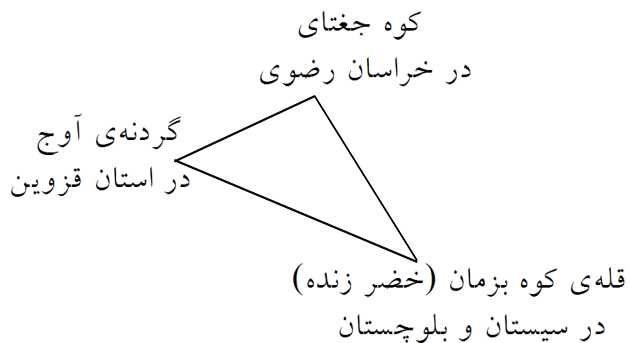 کوه جغتای
در خراسان رضوی
گردنه‌ی آوج
در استان قزوین
قله‌ی کوه بزمان (خضر زنده)
در سیستان و بلوچستان